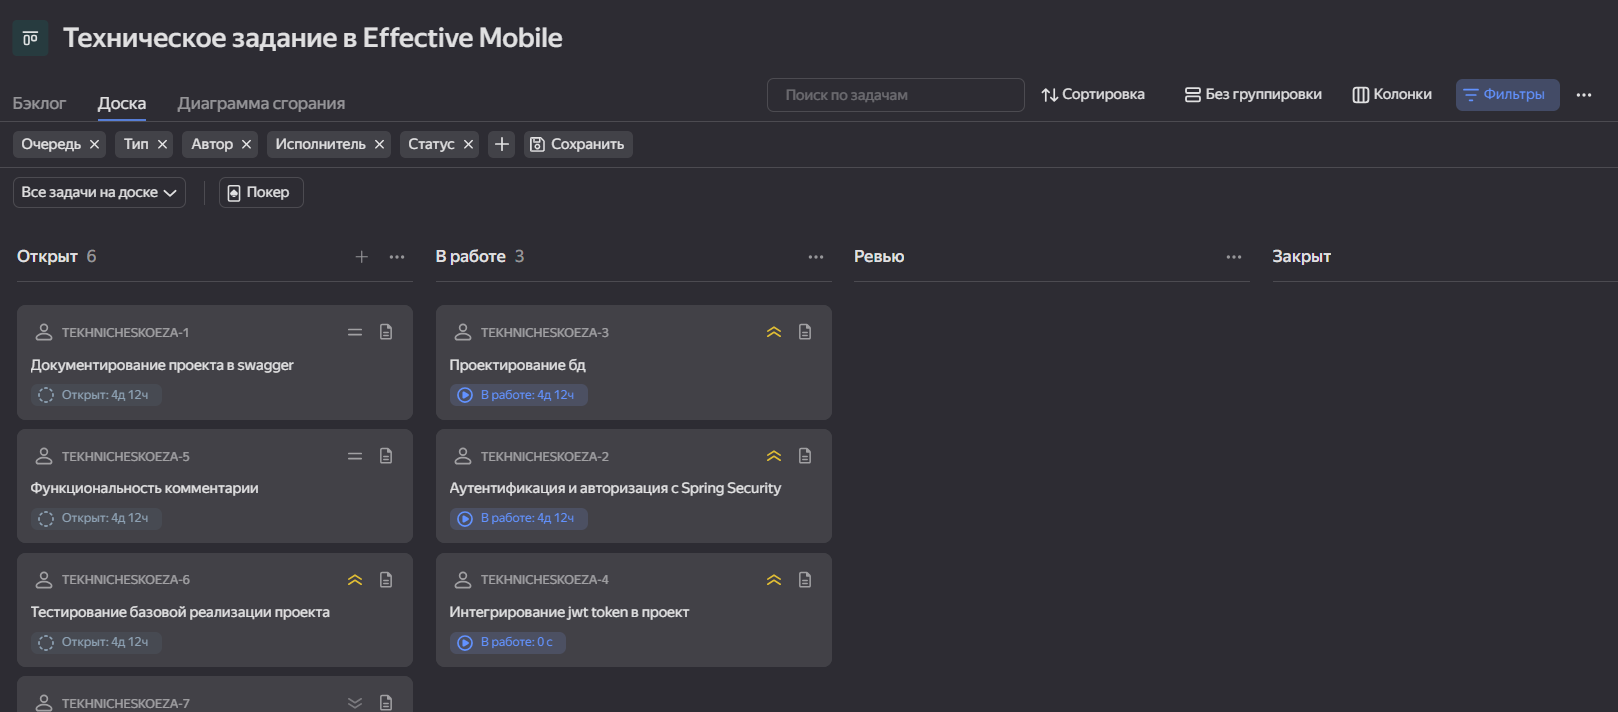 Техническое задание в Effective Mobile
Бэклог Доска Диаграмма сгорания
Поиск по задачам Сортировка Без группировки Колонки Фильтры
Очередь Тип Автор Исполнитель Статус Сохранить
Все задачи на доске Покер
Открыт 6
TEKHNICHESKOEZA-1
Документирование проекта в swagger
Открыт: 4д 12ч
TEKHNICHESKOEZA-5
Функциональность комментарии
Открыт: 4д 12ч
TEKHNICHESKOEZA-6
Тестирование базовой реализации проекта
Открыт: 4д 12ч
TEKHNICHESKOEZA-7
В работе 3
TEKHNICHESKOEZA-3
Проектирование бд
В работе: 4д 12ч
TEKHNICHESKOEZA-2
Аутентификация и авторизация с Spring Security
В работе: 4д 12ч
TEKHNICHESKOEZA-4
Интегрирование jwt token в проект
В работе: 0 с
Ревью
Закрыт